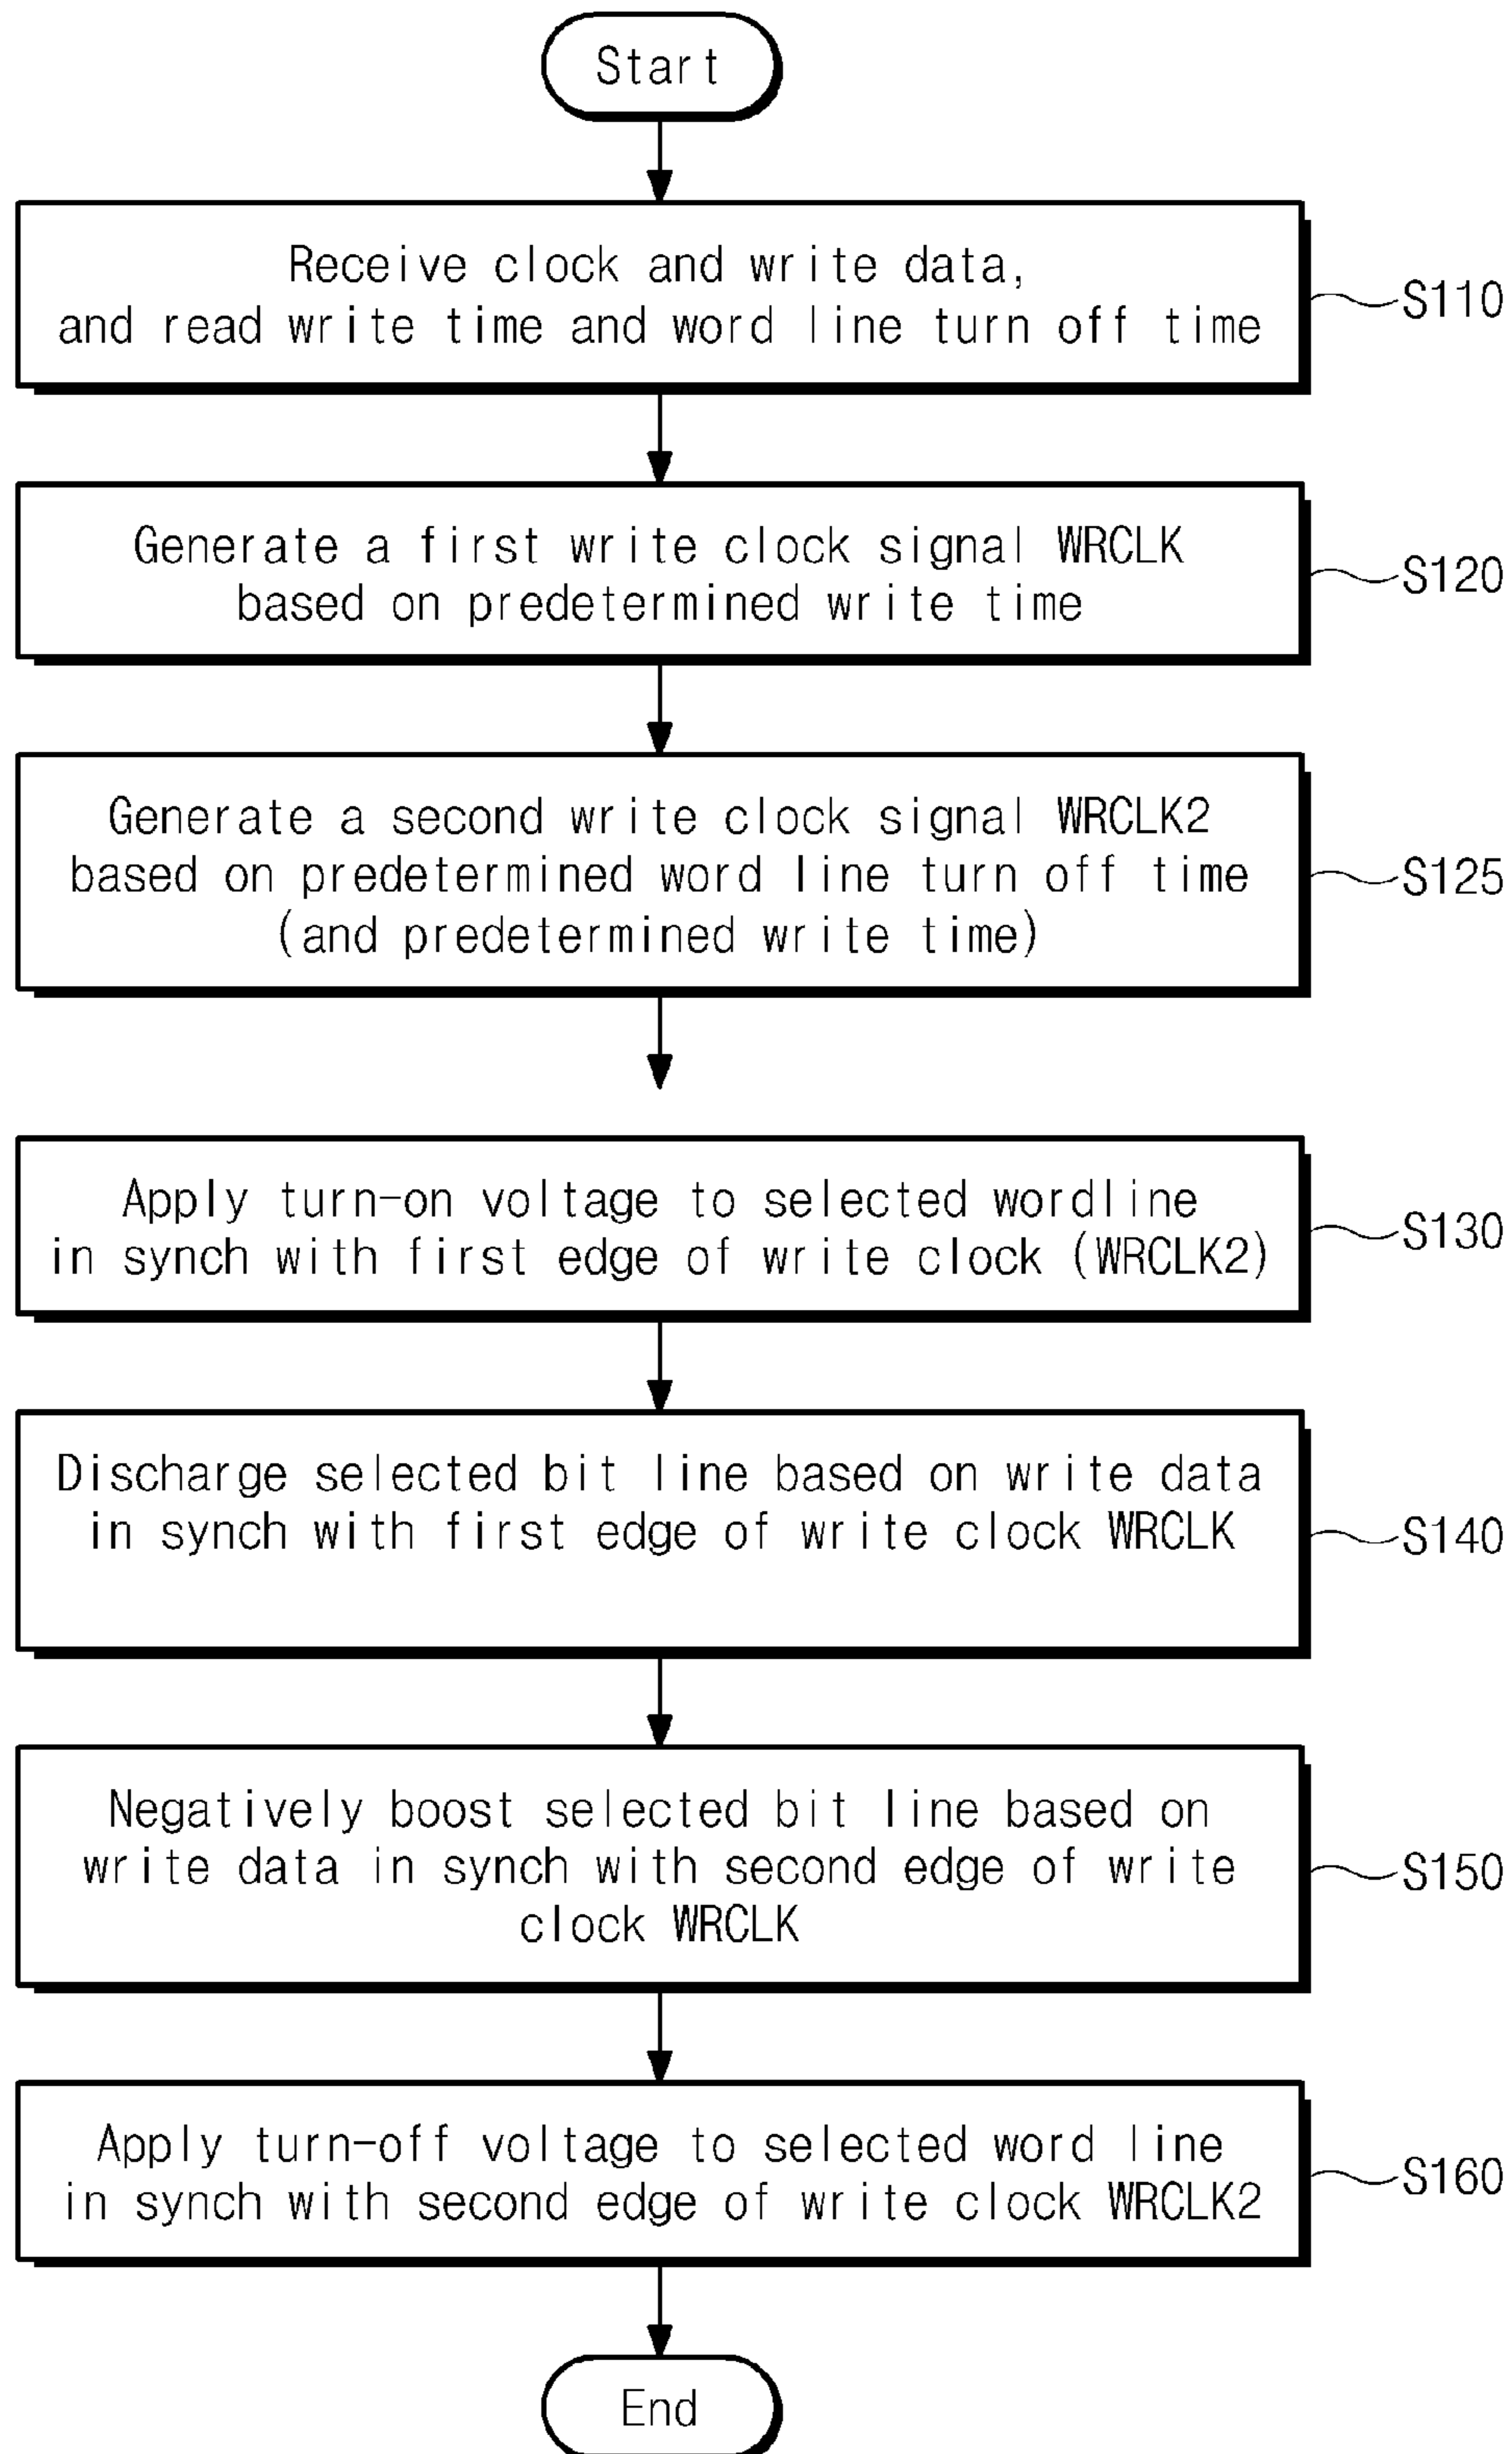 Start
Receive clock and write data,
and read write time and word line turn off time
S110
Generate a first write clock signal WRCLK
based on predetermined write time
S120
Generate a second write clock signal WRCLK2
based on predetermined word line turn off time
(and predetermined write time)
S125
Apply turn-on voltage to selected wordline
in synch with first edge of write clock (WRCLK2)
S130
Discharge selected bit line based on write data
in synch with first edge of write clock WRCLK
S140
Negatively boost selected bit line based on
write data in synch with second edge of write
clock WRCLK
S150
Apply turn-off voltage to selected word line
in synch with second edge of write clock WRCLK2
S160
End